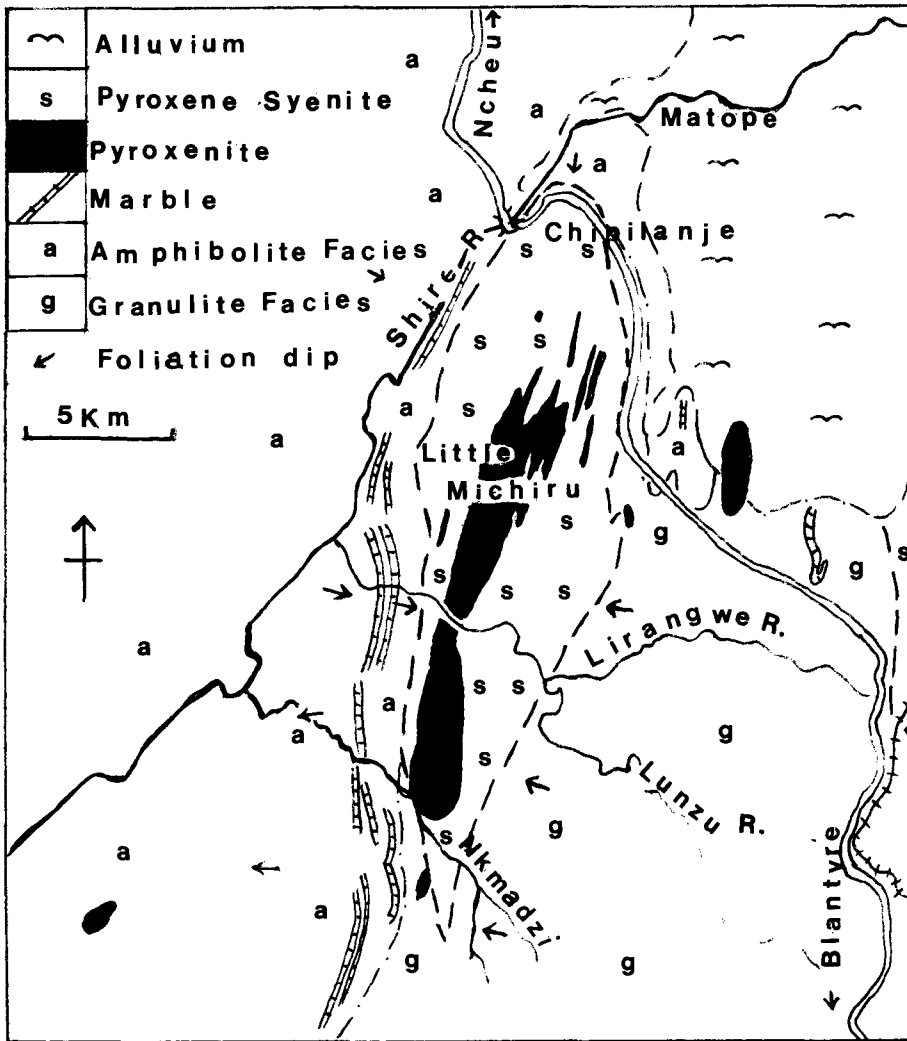 Alluvium
s Pyroxene Syenite
Pyroxenite
Marble
a Amphibolite Facies
g Granulite Facies
Foliation dip
5 Km
Ncheu
Matope
Chipilanje
Shire R
Little
Michiru
Lirangwe R.
Lunzu R.
Nkmadzi
Blantyre
a
a
a
a
s s
s s
a s
a
a
s
g
g s
s s s
a
s s
a
a
g
s
s g
a
a
g g